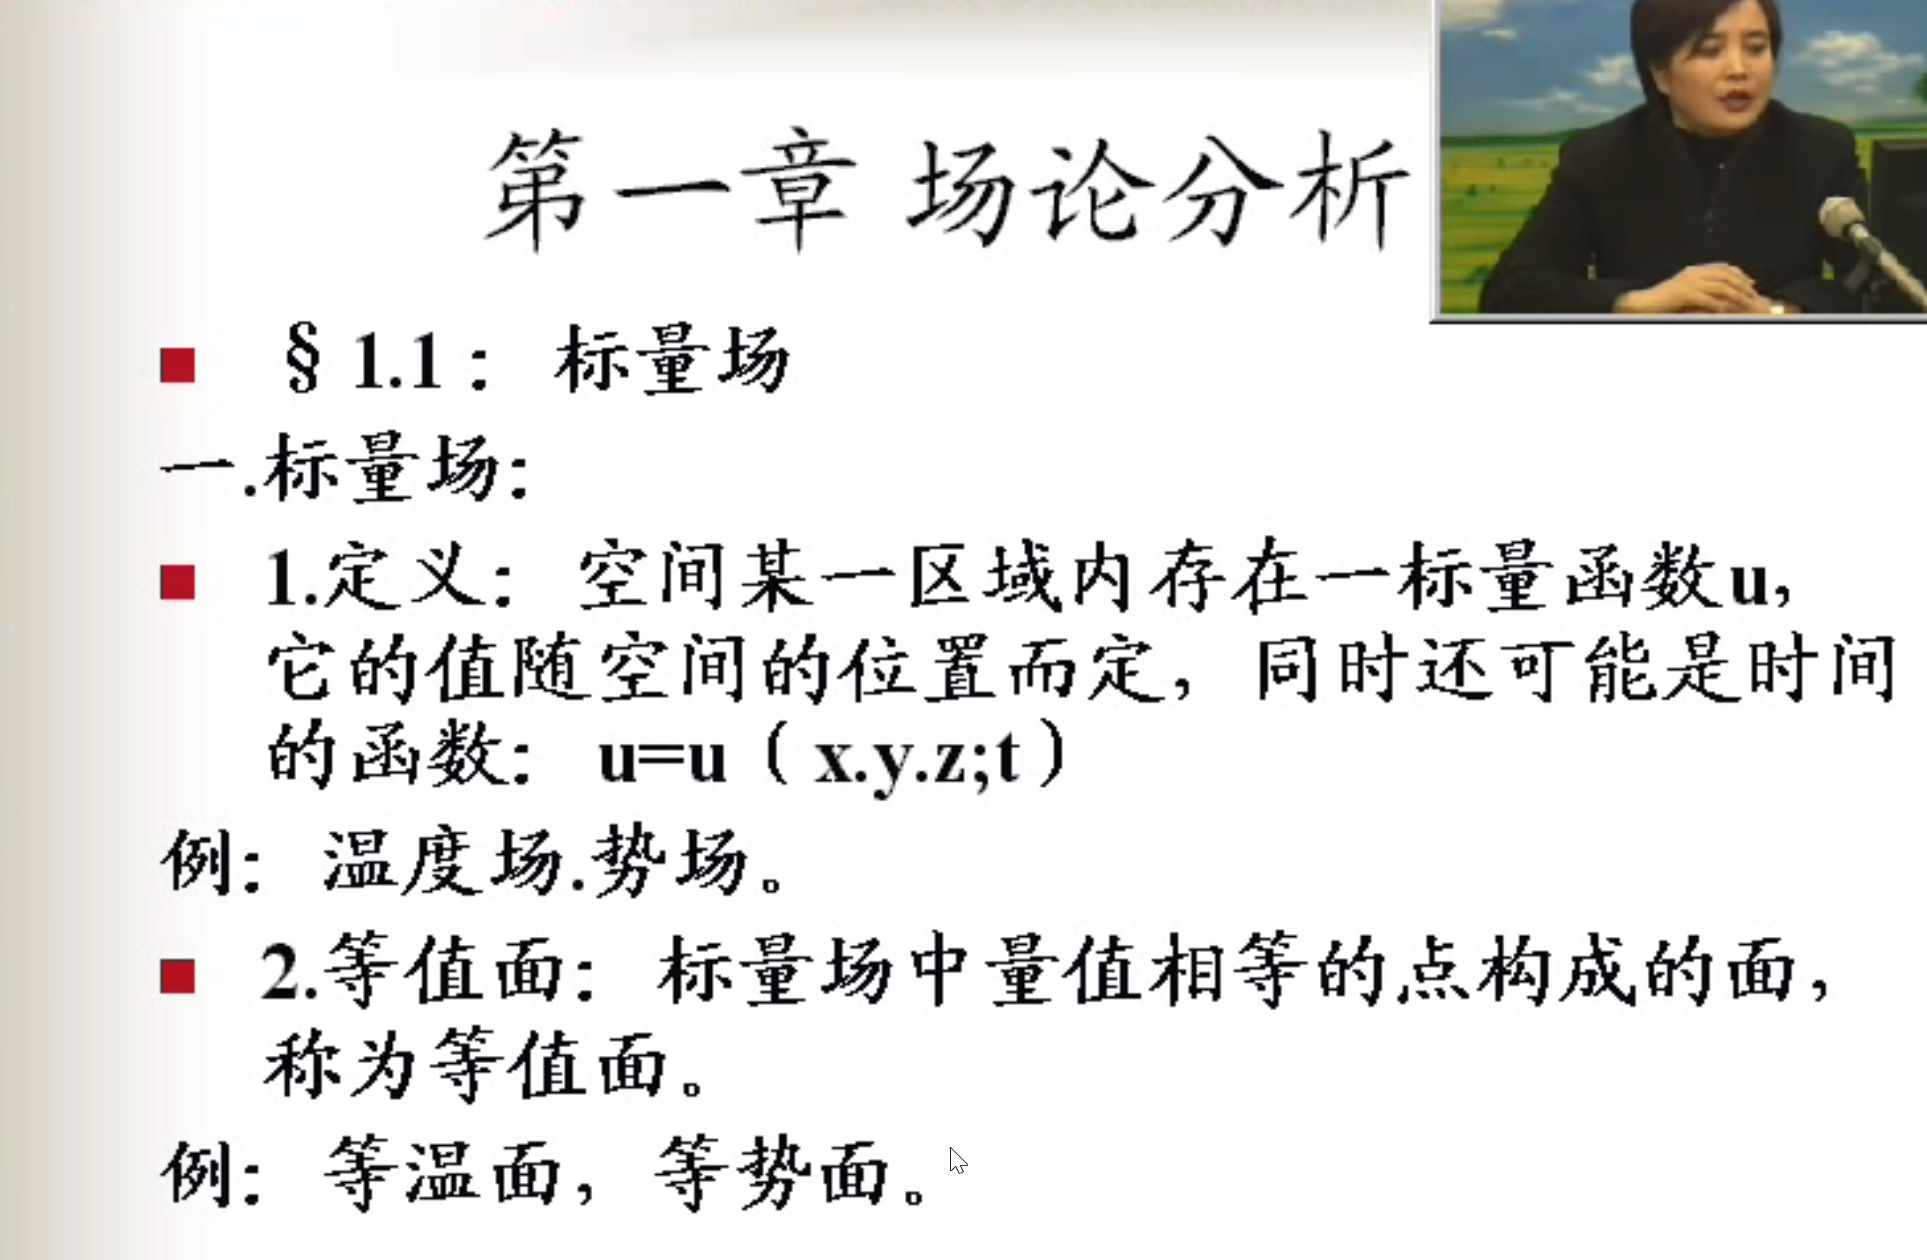 第一章 场论分析
§1.1：标量场
一.标量场:
1.定义：空间某一区域内存在一标量函数u,
它的值随空间的位置而定，同时还可能是时间
的函数：u=u（x.y.z;t）
例：温度场.势场。
2.等值面：标量场中量值相等的点构成的面，
称为等值面。
例：等温面，等势面。